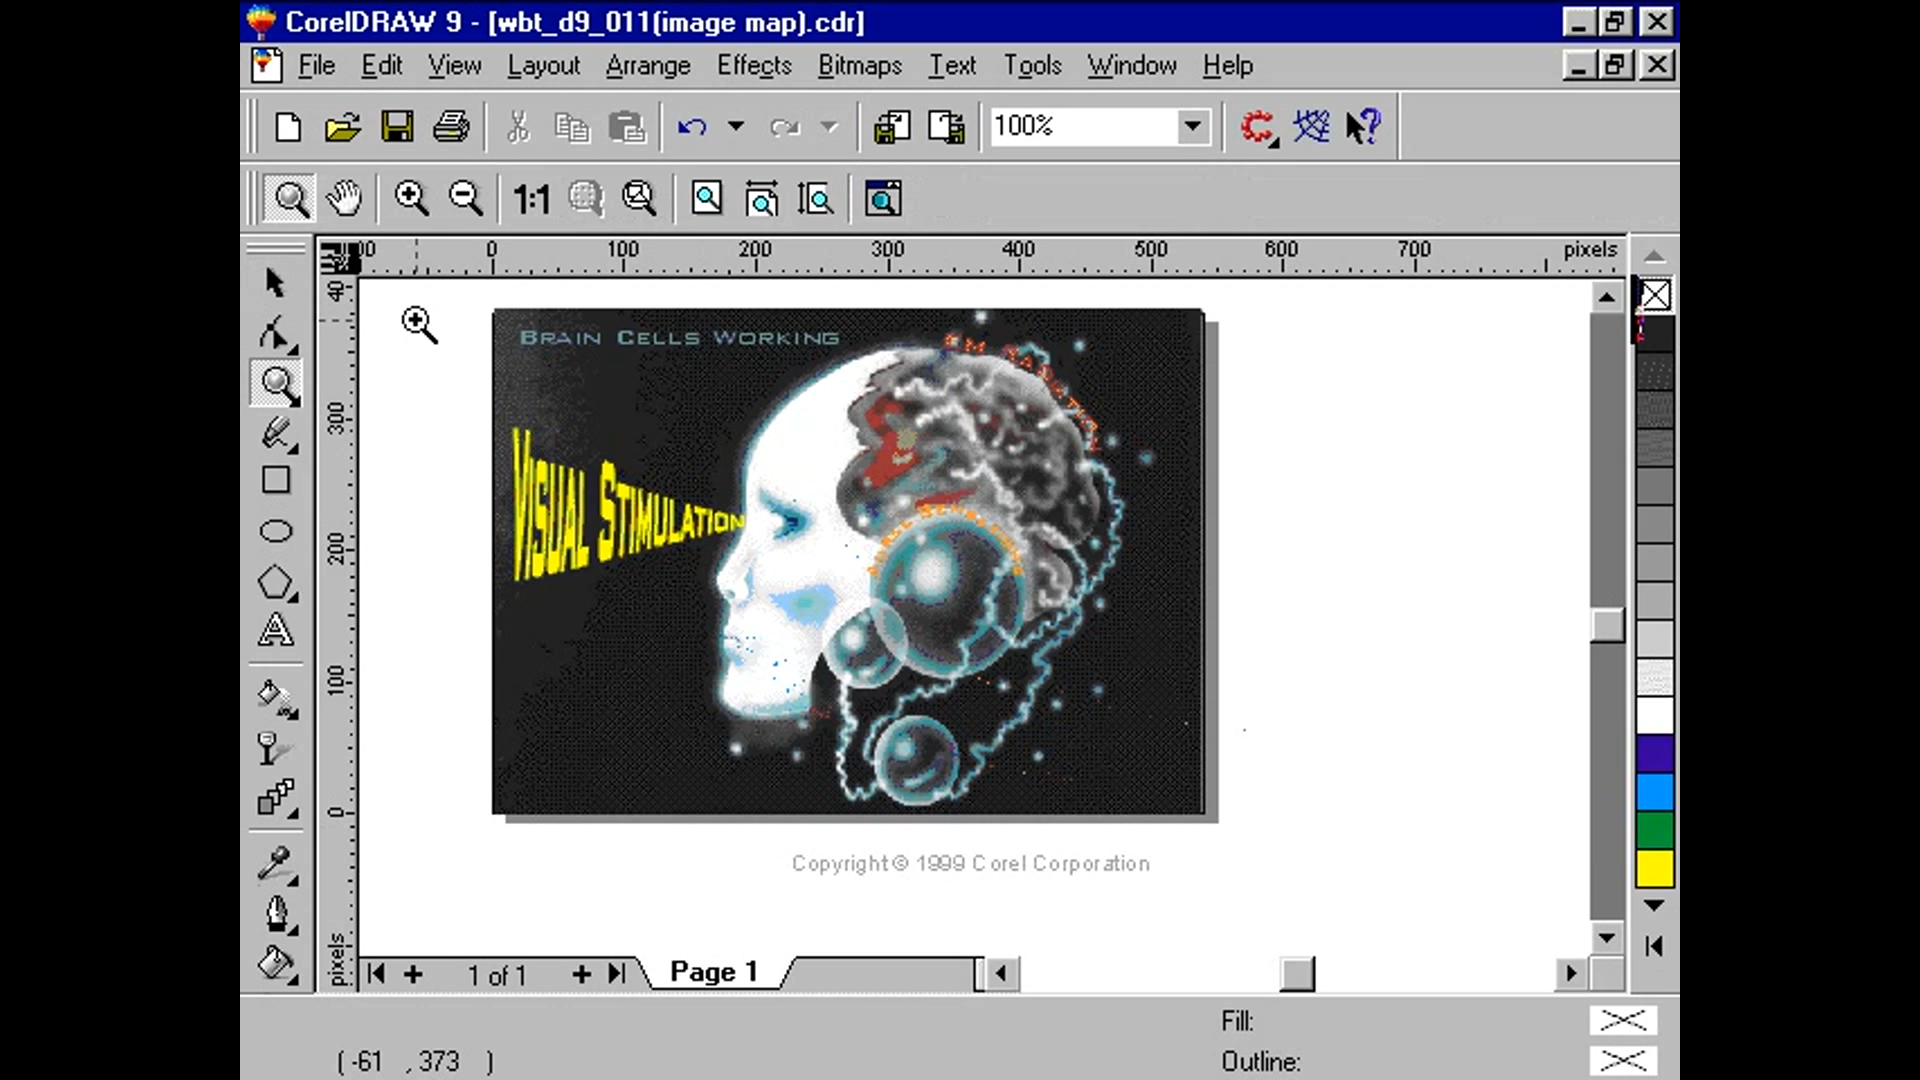 CorelDRAW 9 - [wbt_d9_011(image map).cdr]
File Edit View Layout Arrange Effects Bitmaps Text Tools Window Help
100%
1:1
0 100 200 300 400 500 600 700 pixels
300
200
100
0
pixels
BRAIN CELLS WORKING
VISUAL STIMULATION
Copyright © 1999 Corel Corporation
1 of 1 Page 1
Fill:
(-61 , 373 )
Outline: